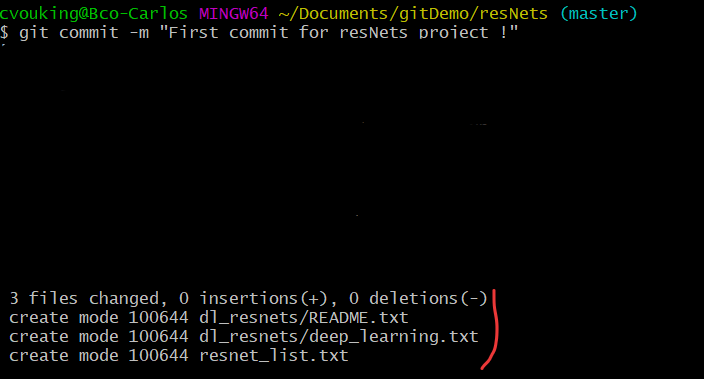 cvouking@Bco-Carlos MINGW64 ~/Documents/gitDemo/resNets (master)
$ git commit -m "First commit for resNets project !"
3 files changed, 0 insertions(+), 0 deletions(-)
create mode 100644 dl_resnets/README.txt
create mode 100644 dl_resnets/deep_learning.txt
create mode 100644 resnet_list.txt